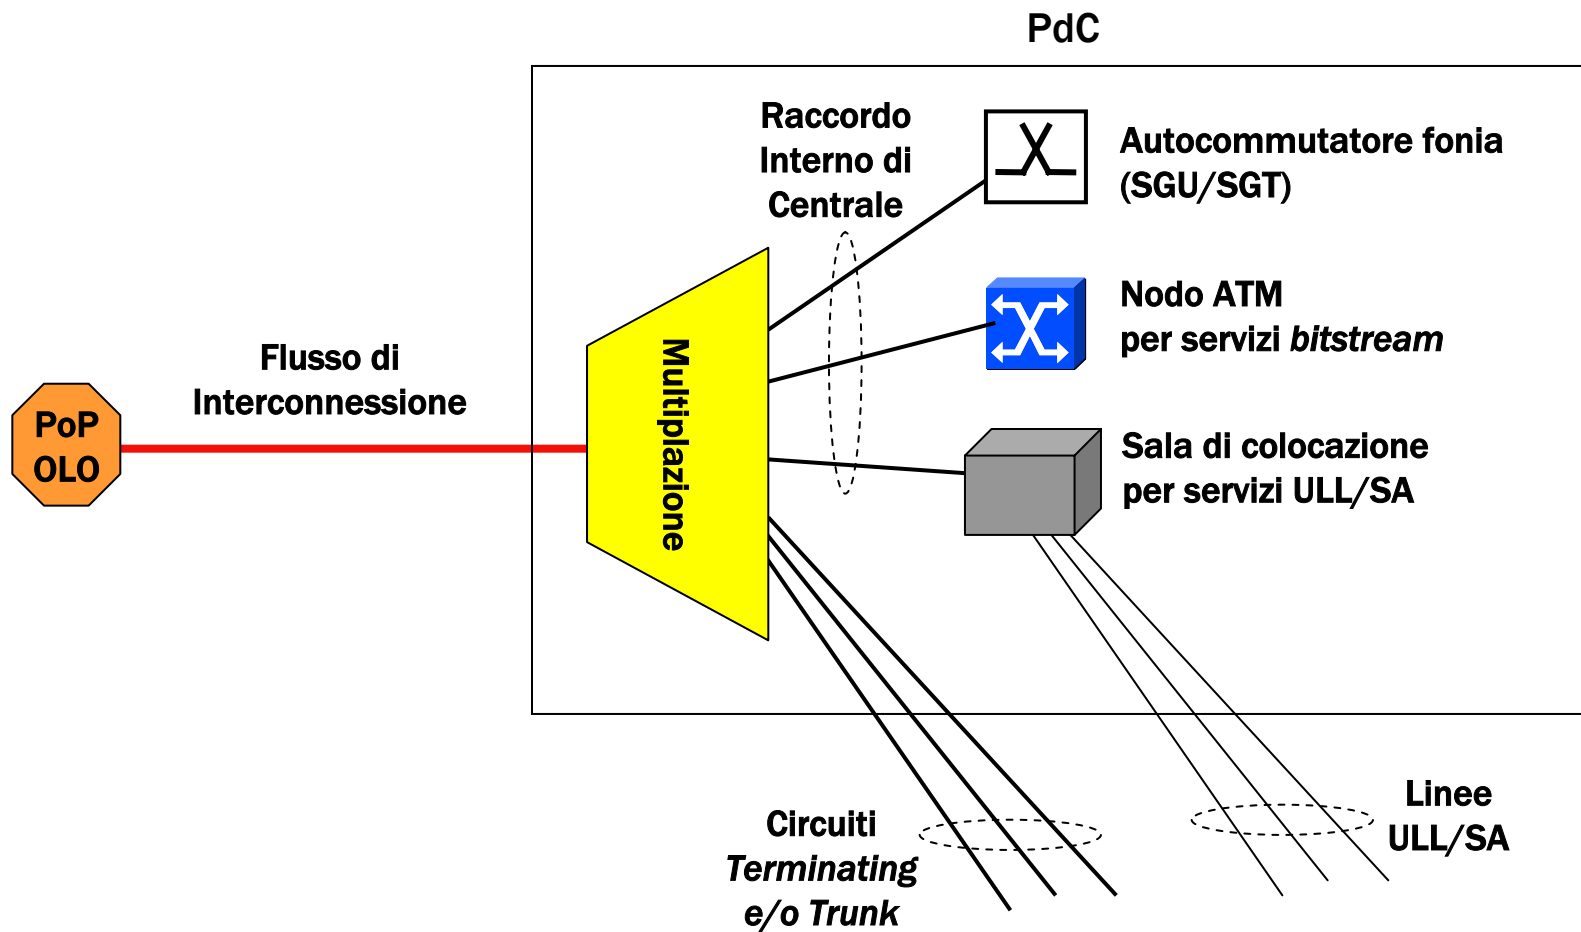 PdC
Raccordo
Interno di
Centrale
Autocommutatore fonia
(SGU/SGT)
Nodo ATM
per servizi bitstream
Flusso di
Interconnessione
PoP
OLO
Multiplazione
Sala di colocazione
per servizi ULL/SA
Circuiti
Terminating
e/o Trunk
Linee
ULL/SA